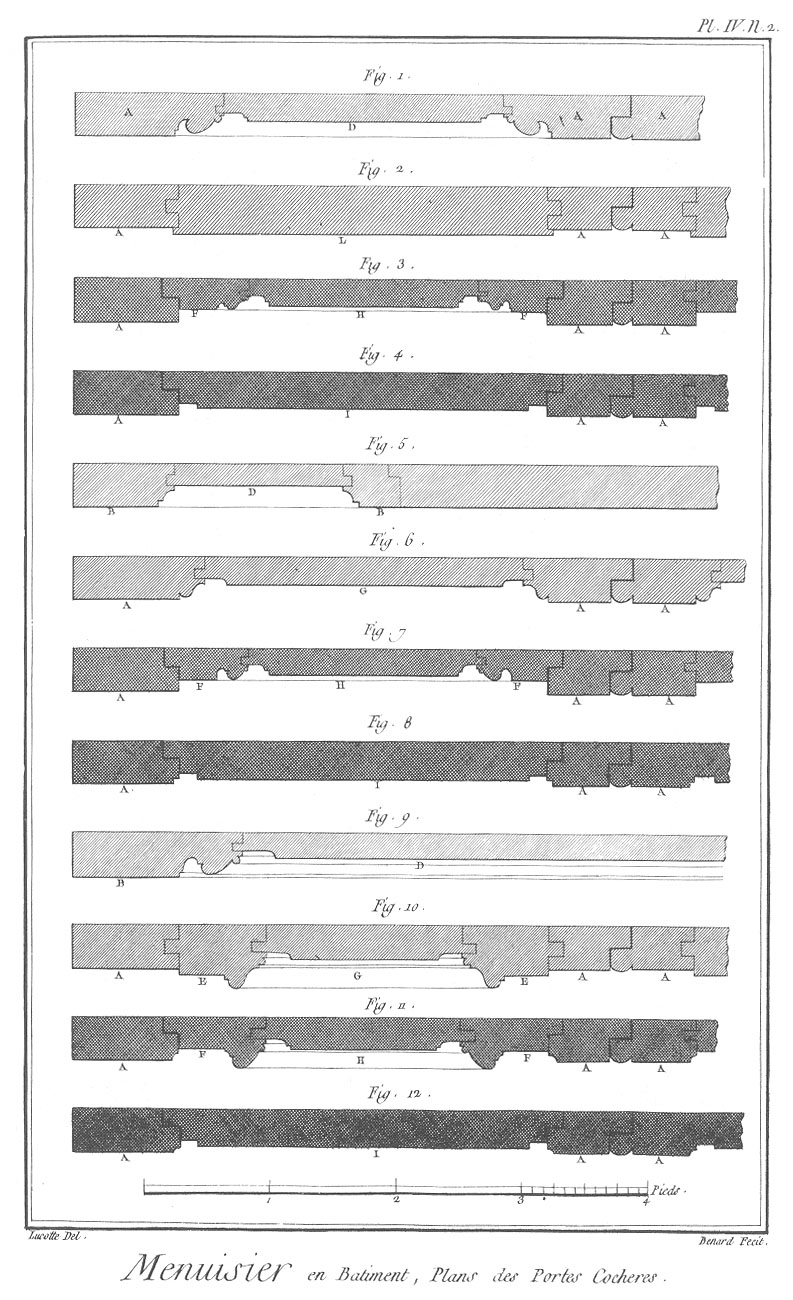 Pl. IV. N. 2.
Fig. 1.
A D A A
Fig. 2.
A L A A
Fig. 3.
A F H F A A
Fig. 4.
A I A A
Fig. 5.
B D B
Fig. 6.
A G A A
Fig. 7
A F H F A A
Fig. 8
A. I A A
Fig. 9.
B D
Fig. 10.
A E G E A A
Fig. 11.
A F H F A A
Fig. 12.
A I A A
1 2 3 4 Pieds.
Lucotte Del. Benard Fecit.
Menuisier en Batiment, Plans des Portes Cocheres.